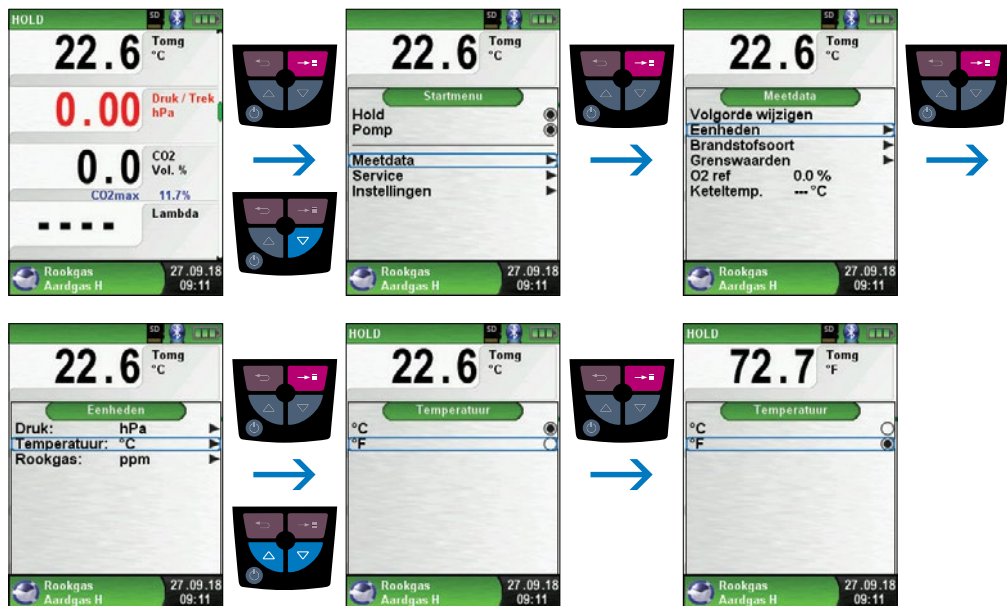 HOLD SD
22.6 Tomg °C
0.00 Druk / Trek hPa
0.0 CO2 Vol. %
CO2max 11.7%
---- Lambda
Rookgas 27.09.18
Aardgas H 09:11
SD
22.6 Tomg °C
Startmenu
Hold
Pomp
Meetdata
Service
Instellingen
Rookgas 27.09.18
Aardgas H 09:11
SD
22.6 Tomg °C
Meetdata
Volgorde wijzigen
Eenheden
Brandstofsoort
Grenswaarden
O2 ref 0.0 %
Keteltemp. --- °C
Rookgas 27.09.18
Aardgas H 09:11
SD
22.6 Tomg °C
Eenheden
Druk: hPa
Temperatuur: °C
Rookgas: ppm
Rookgas 27.09.18
Aardgas H 09:11
HOLD SD
22.6 Tomg °C
Temperatuur
°C
°F
Rookgas 27.09.18
Aardgas H 09:11
HOLD SD
72.7 Tomg °F
Temperatuur
°C
°F
Rookgas 27.09.18
Aardgas H 09:11